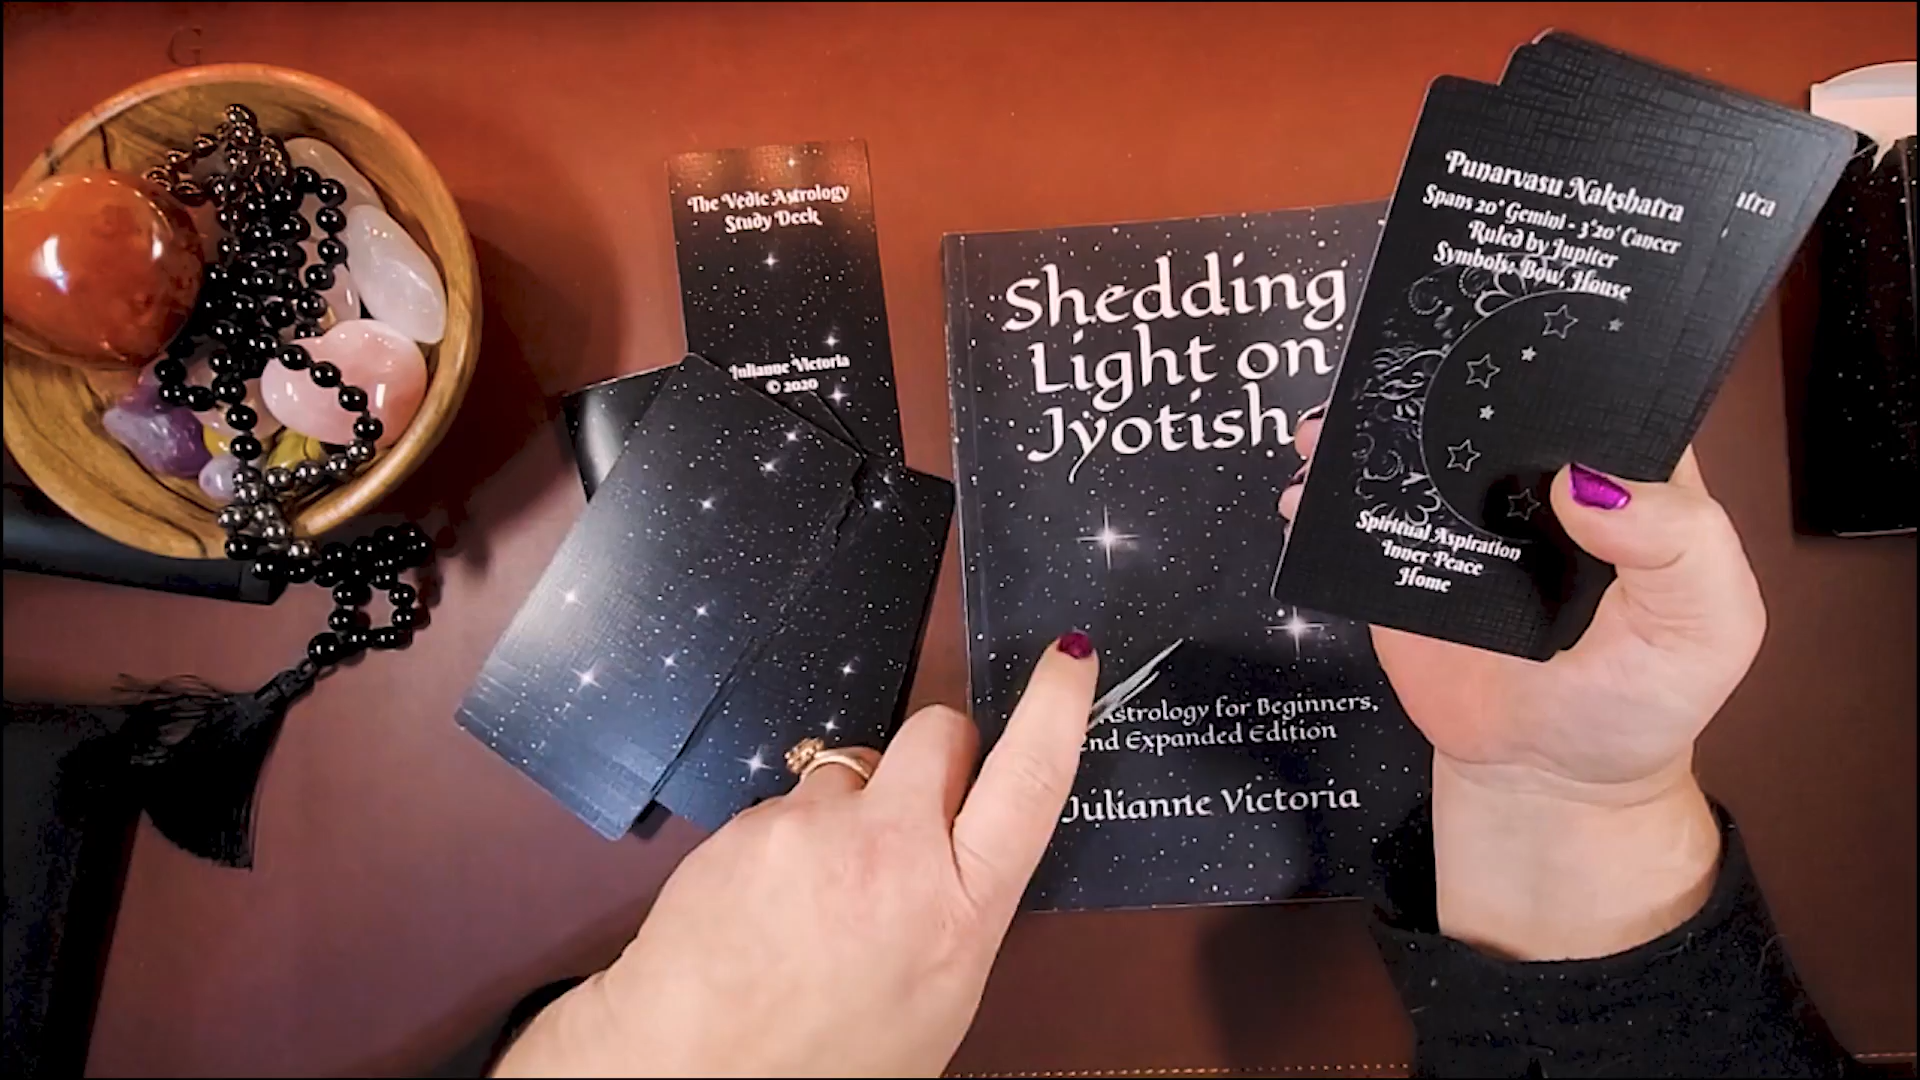 The Vedic Astrology
Study Deck
Julianne Victoria
© 2020
Shedding
Light on
Jyotish
Astrology for Beginners,
2nd Expanded Edition
Julianne Victoria
Punarvasu Nakshatra
Spans 20° Gemini - 3°20' Cancer
Ruled by Jupiter
Symbols: Bow, House
Spiritual Aspiration
Inner Peace
Home